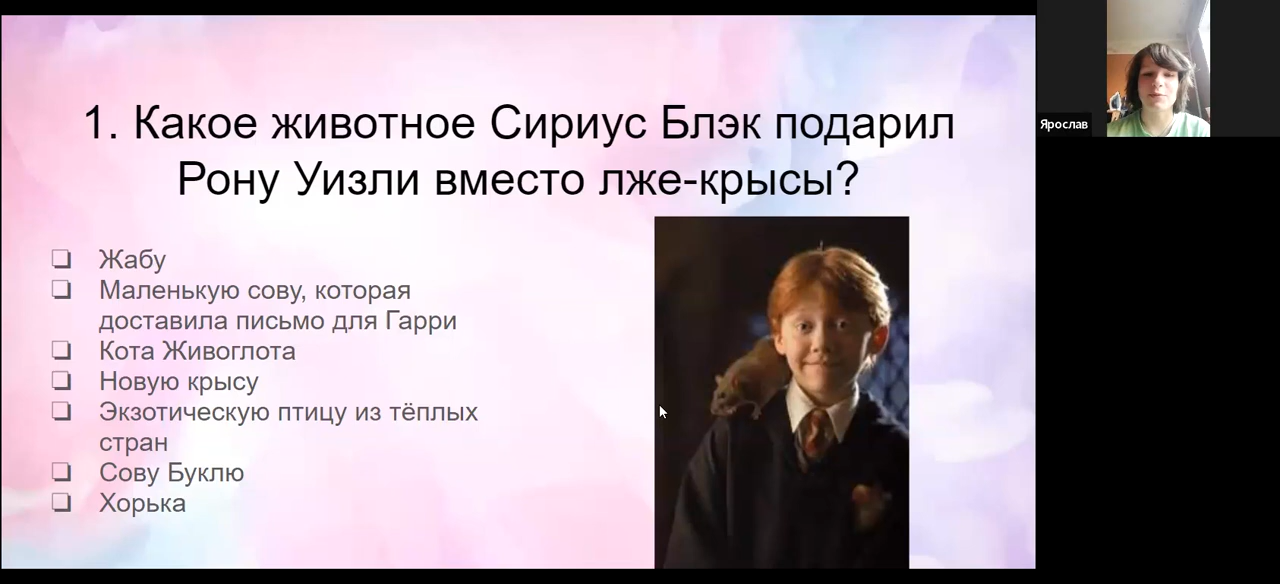 1. Какое животное Сириус Блэк подарил
Рону Уизли вместо лже-крысы?
Жабу
Маленькую сову, которая
доставила письмо для Гарри
Кота Живоглота
Новую крысу
Экзотическую птицу из тёплых
стран
Сову Буклю
Хорька
Ярослав